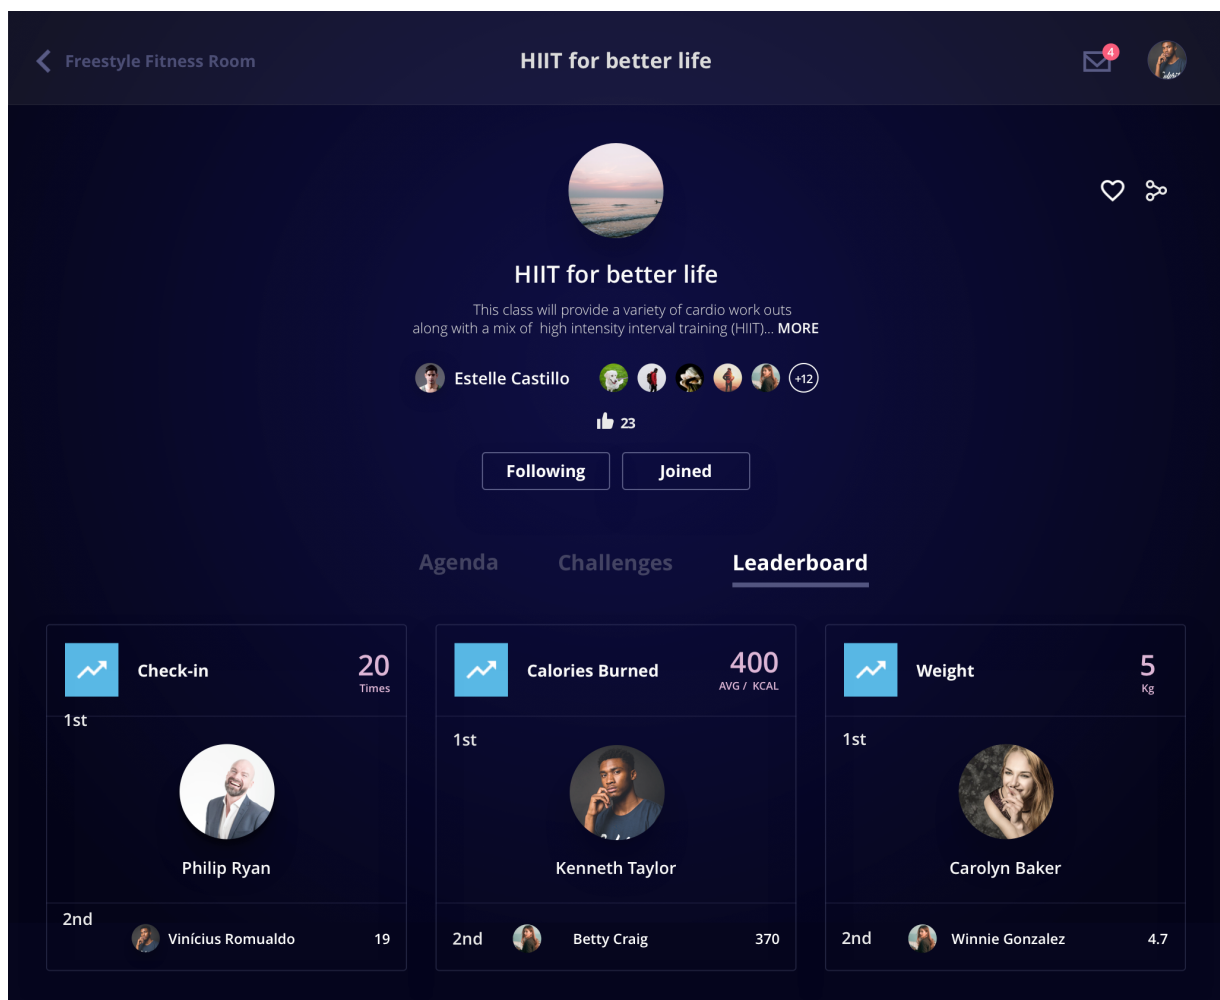 Freestyle Fitness Room
HIIT for better life
4
HIIT for better life
This class will provide a variety of cardio work outs
along with a mix of high intensity interval training (HIIT)... MORE
Estelle Castillo
+12
23
Following
Joined
Agenda
Challenges
Leaderboard
Check-in
20
Times
1st
Philip Ryan
2nd
Vinícius Romualdo
19
Calories Burned
400
AVG / KCAL
1st
Kenneth Taylor
2nd
Betty Craig
370
Weight
5
Kg
1st
Carolyn Baker
2nd
Winnie Gonzalez
4.7